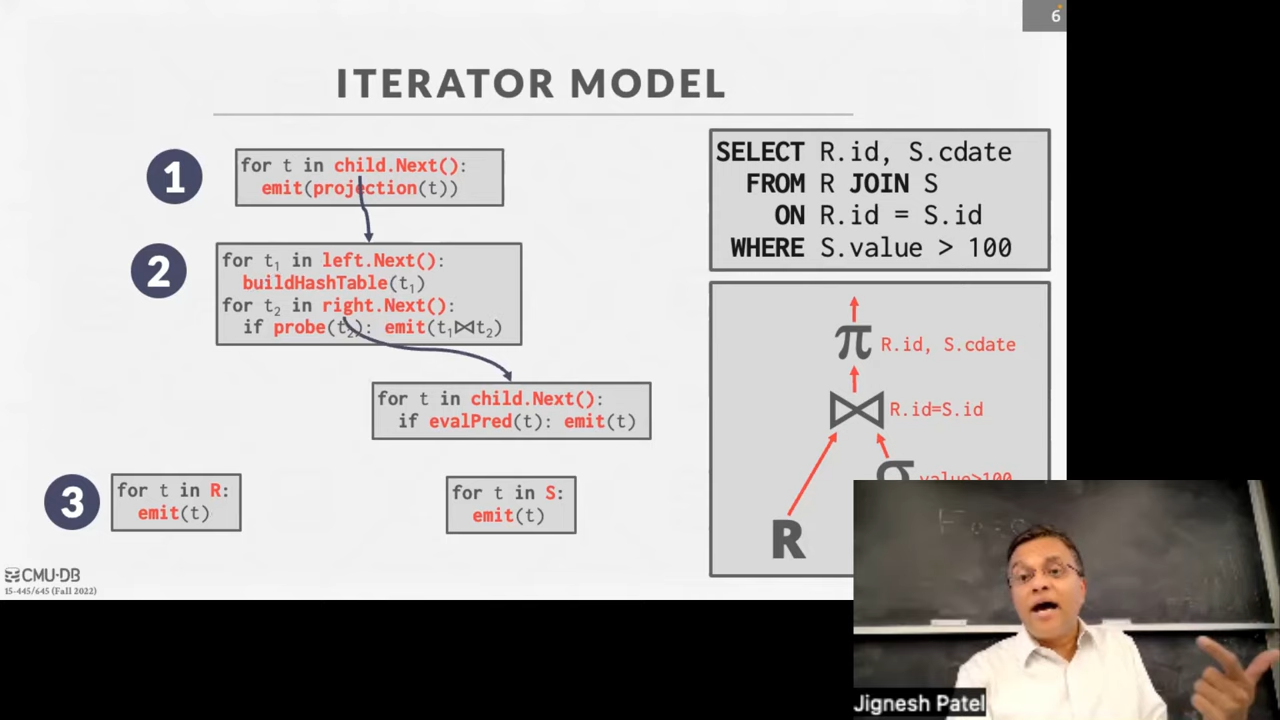 6
ITERATOR MODEL
1
for t in child.Next():
emit(projection(t))
2
for t₁ in left.Next():
buildHashTable(t₁)
for t₂ in right.Next():
if probe(t₂): emit(t₁⋈t₂)
for t in child.Next():
if evalPred(t): emit(t)
3
for t in R:
emit(t)
for t in S:
emit(t)
SELECT R.id, S.cdate
FROM R JOIN S
ON R.id = S.id
WHERE S.value > 100
π R.id, S.cdate
⋈ R.id=S.id
σ value>100
R
CMU·DB
15-445/645 (Fall 2022)
Jignesh Patel